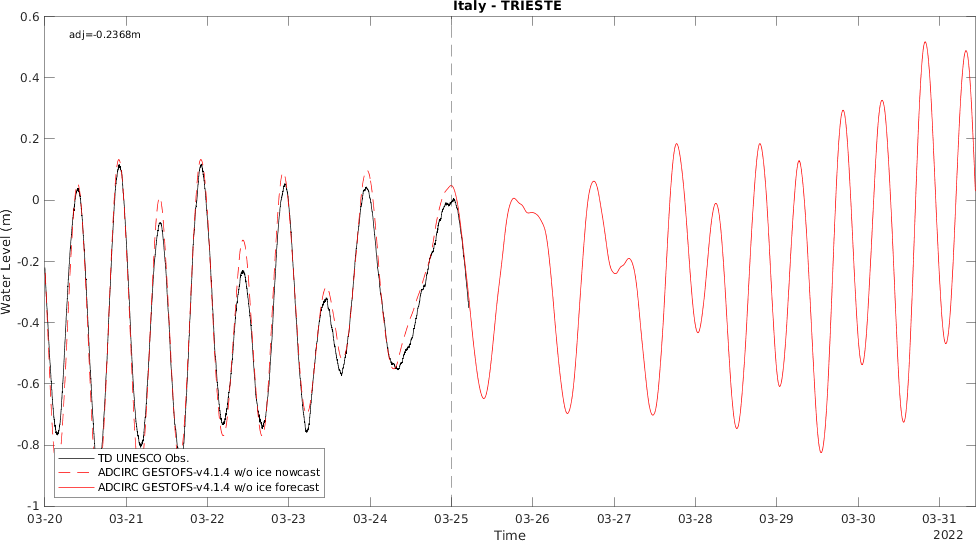 Italy - TRIESTE
adj=-0.2368m
0.6
0.4
0.2
0
-0.2
-0.4
-0.6
-0.8
-1
Water Level (m)
TD UNESCO Obs.
ADCIRC GESTOFS-v4.1.4 w/o ice nowcast
ADCIRC GESTOFS-v4.1.4 w/o ice forecast
03-20 03-21 03-22 03-23 03-24 03-25 03-26 03-27 03-28 03-29 03-30 03-31
Time
2022